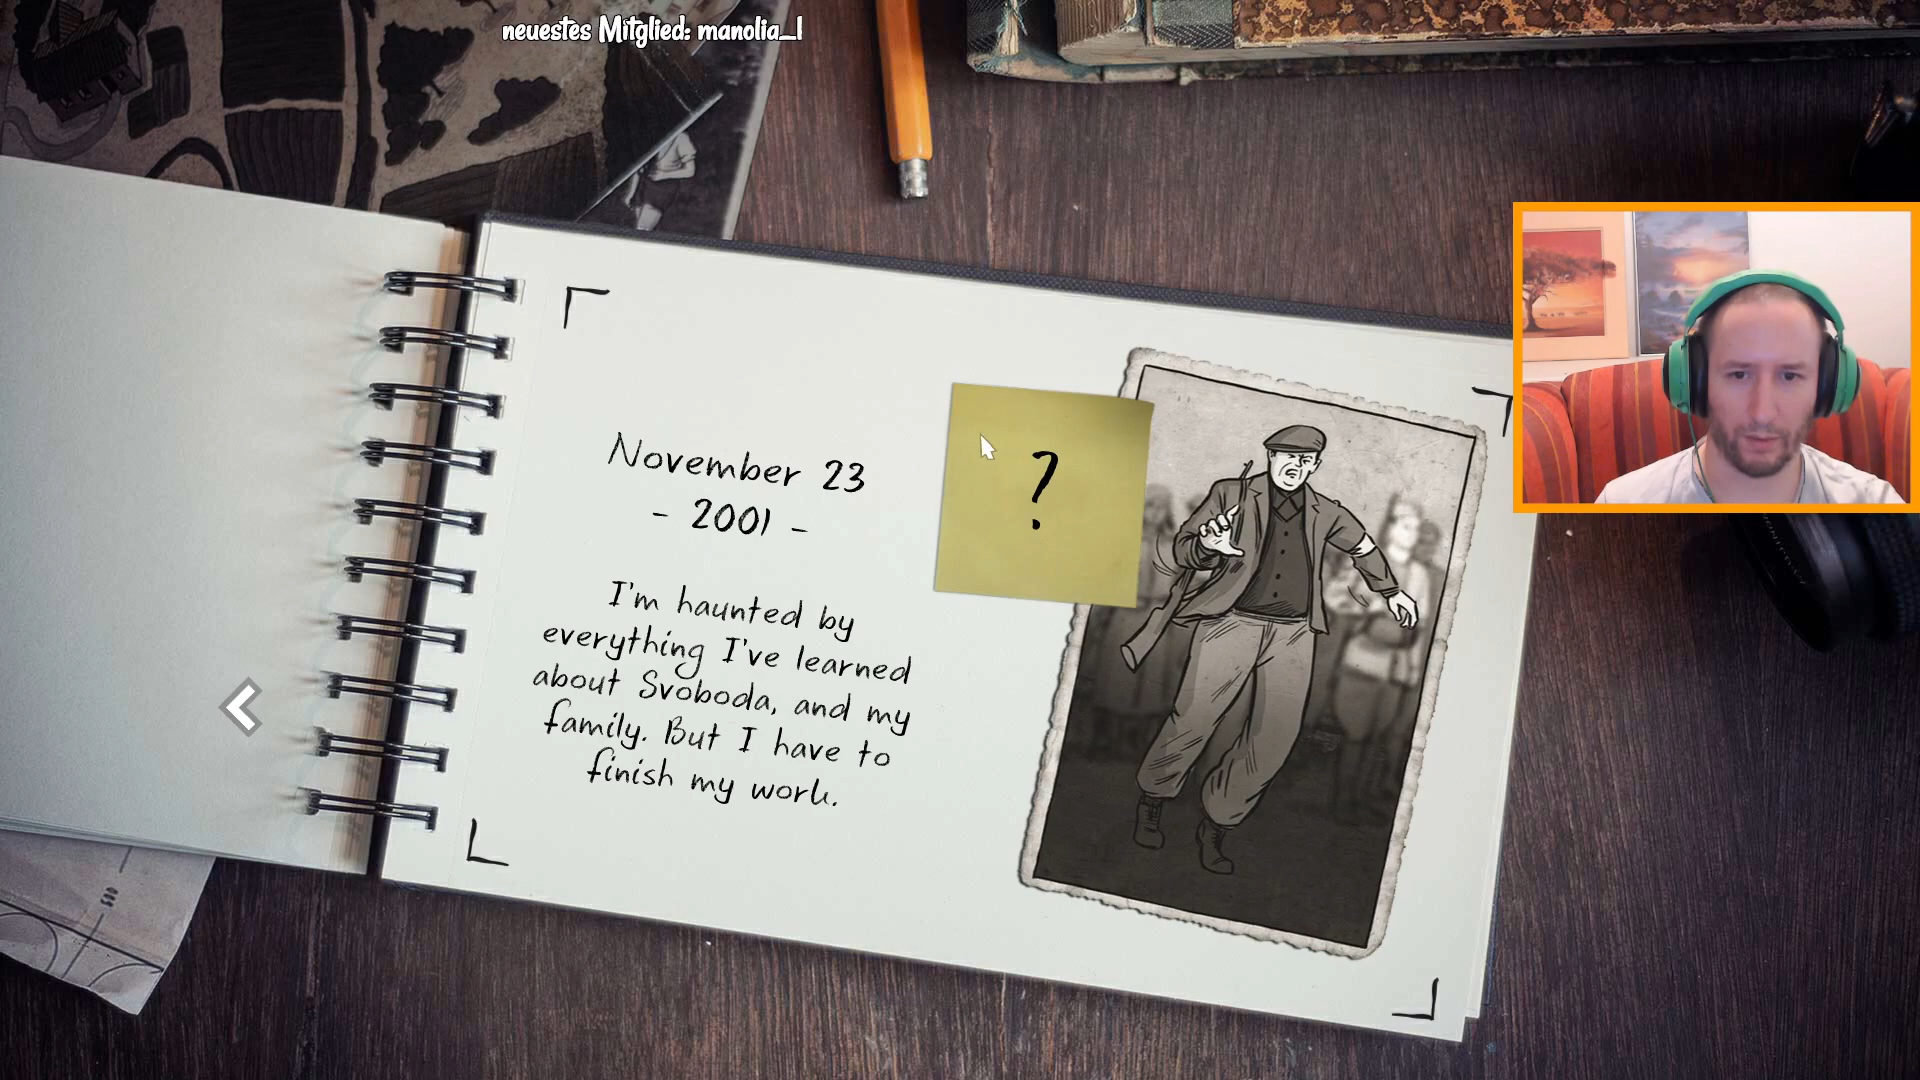 neuestes Mitglied: manolia_l
November 23
- 2001 -
?
I'm haunted by
everything I've learned
about Svoboda, and my
family. But I have to
finish my work.